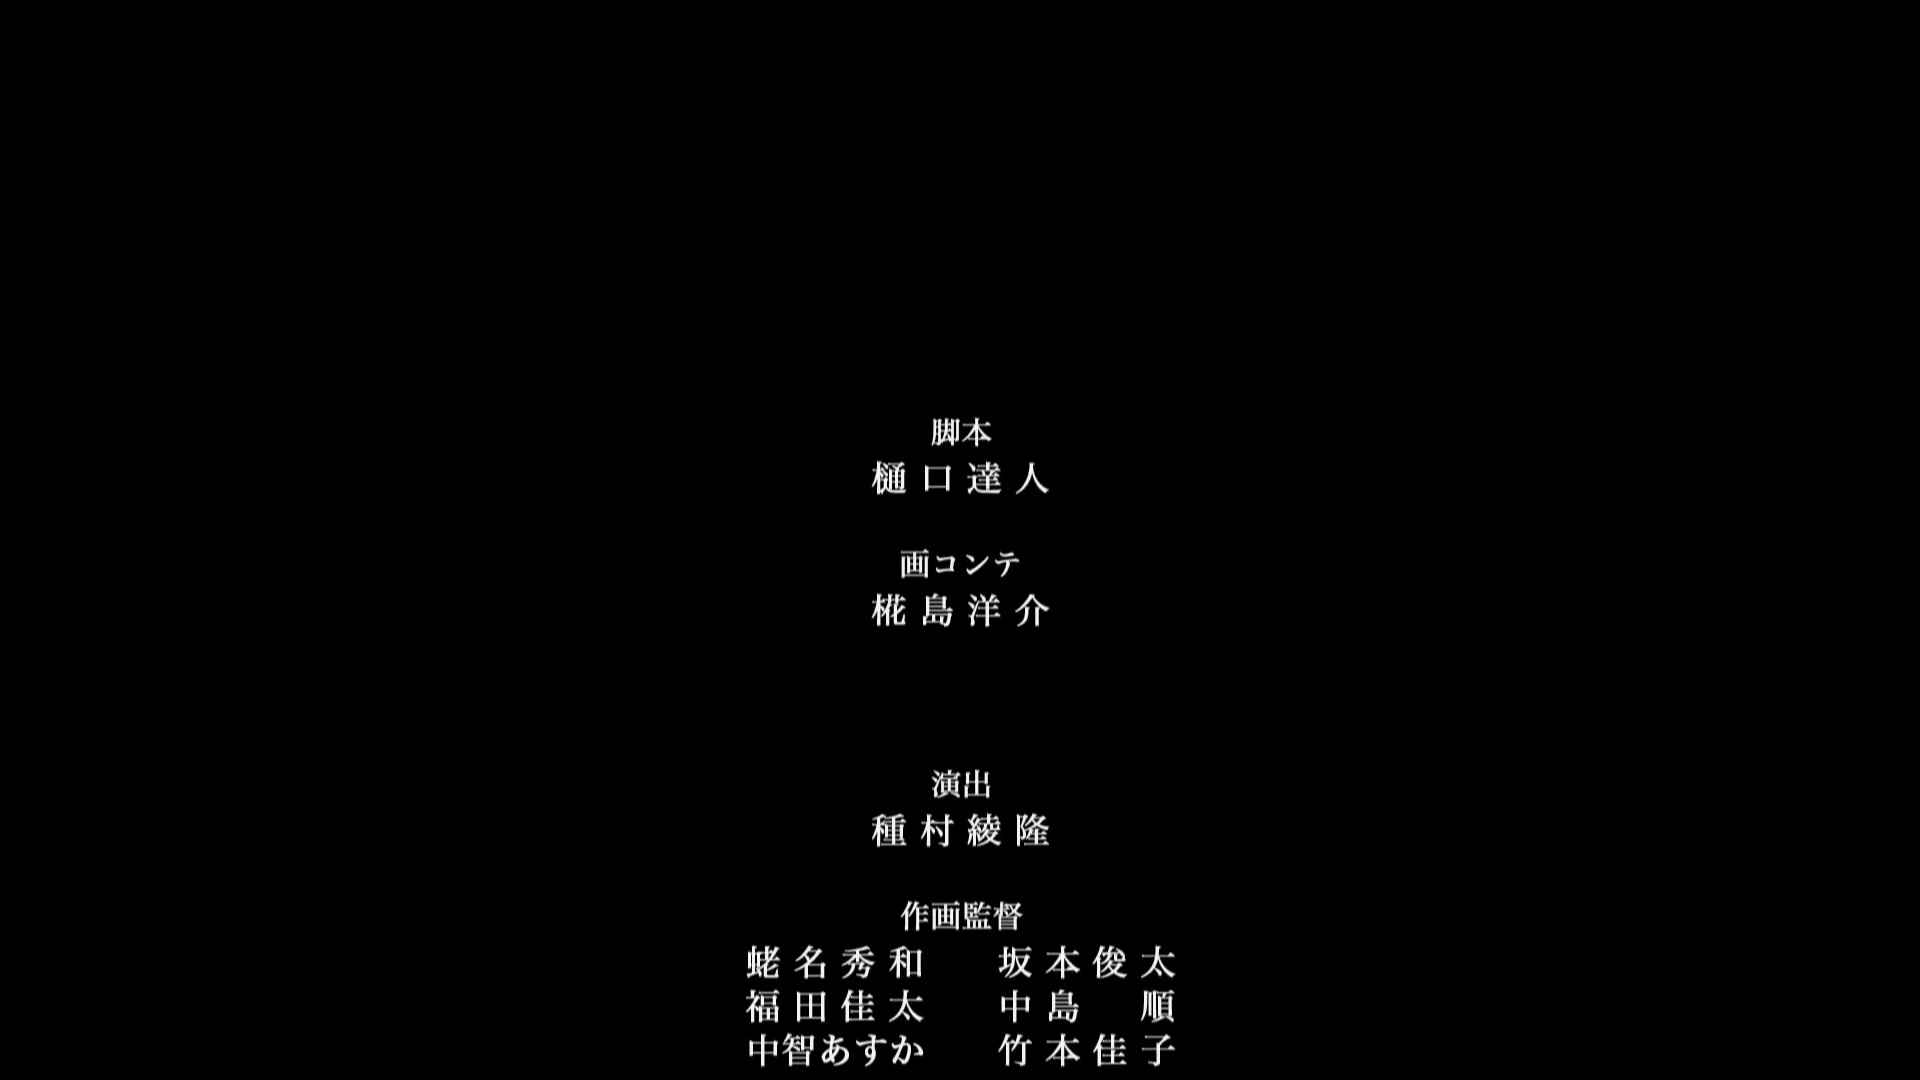 脚本
樋口達人
画コンテ
椛島洋介
演出
種村綾隆
作画監督
蛯名秀和　坂本俊太
福田佳太　中島　順
中智あすか　竹本佳子